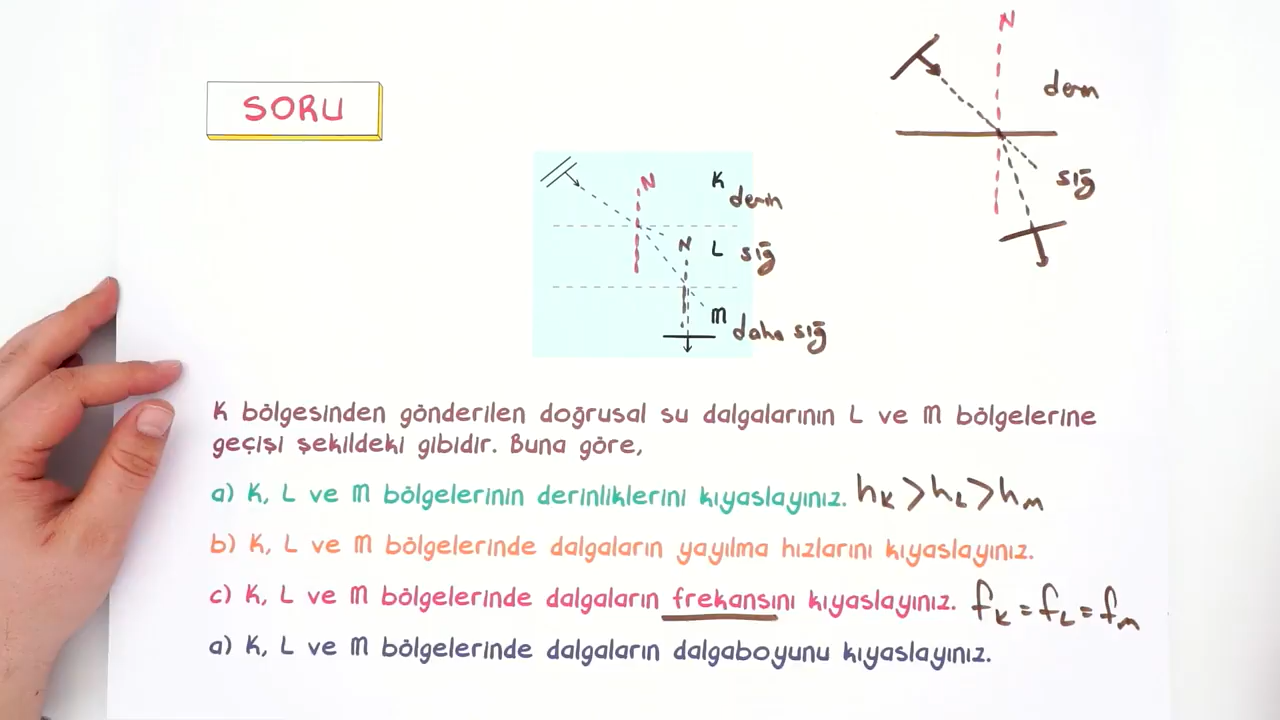 SORU
N
derin
sığ
K
derin
N
N
L
sığ
M
daha sığ
K bölgesinden gönderilen doğrusal su dalgalarının L ve M bölgelerine
geçişi şekildeki gibidir. Buna göre,
a) K, L ve M bölgelerinin derinliklerini kıyaslayınız. hK > hL > hM
b) K, L ve M bölgelerinde dalgaların yayılma hızlarını kıyaslayınız.
c) K, L ve M bölgelerinde dalgaların frekansını kıyaslayınız. fK = fL = fM
a) K, L ve M bölgelerinde dalgaların dalgaboyunu kıyaslayınız.